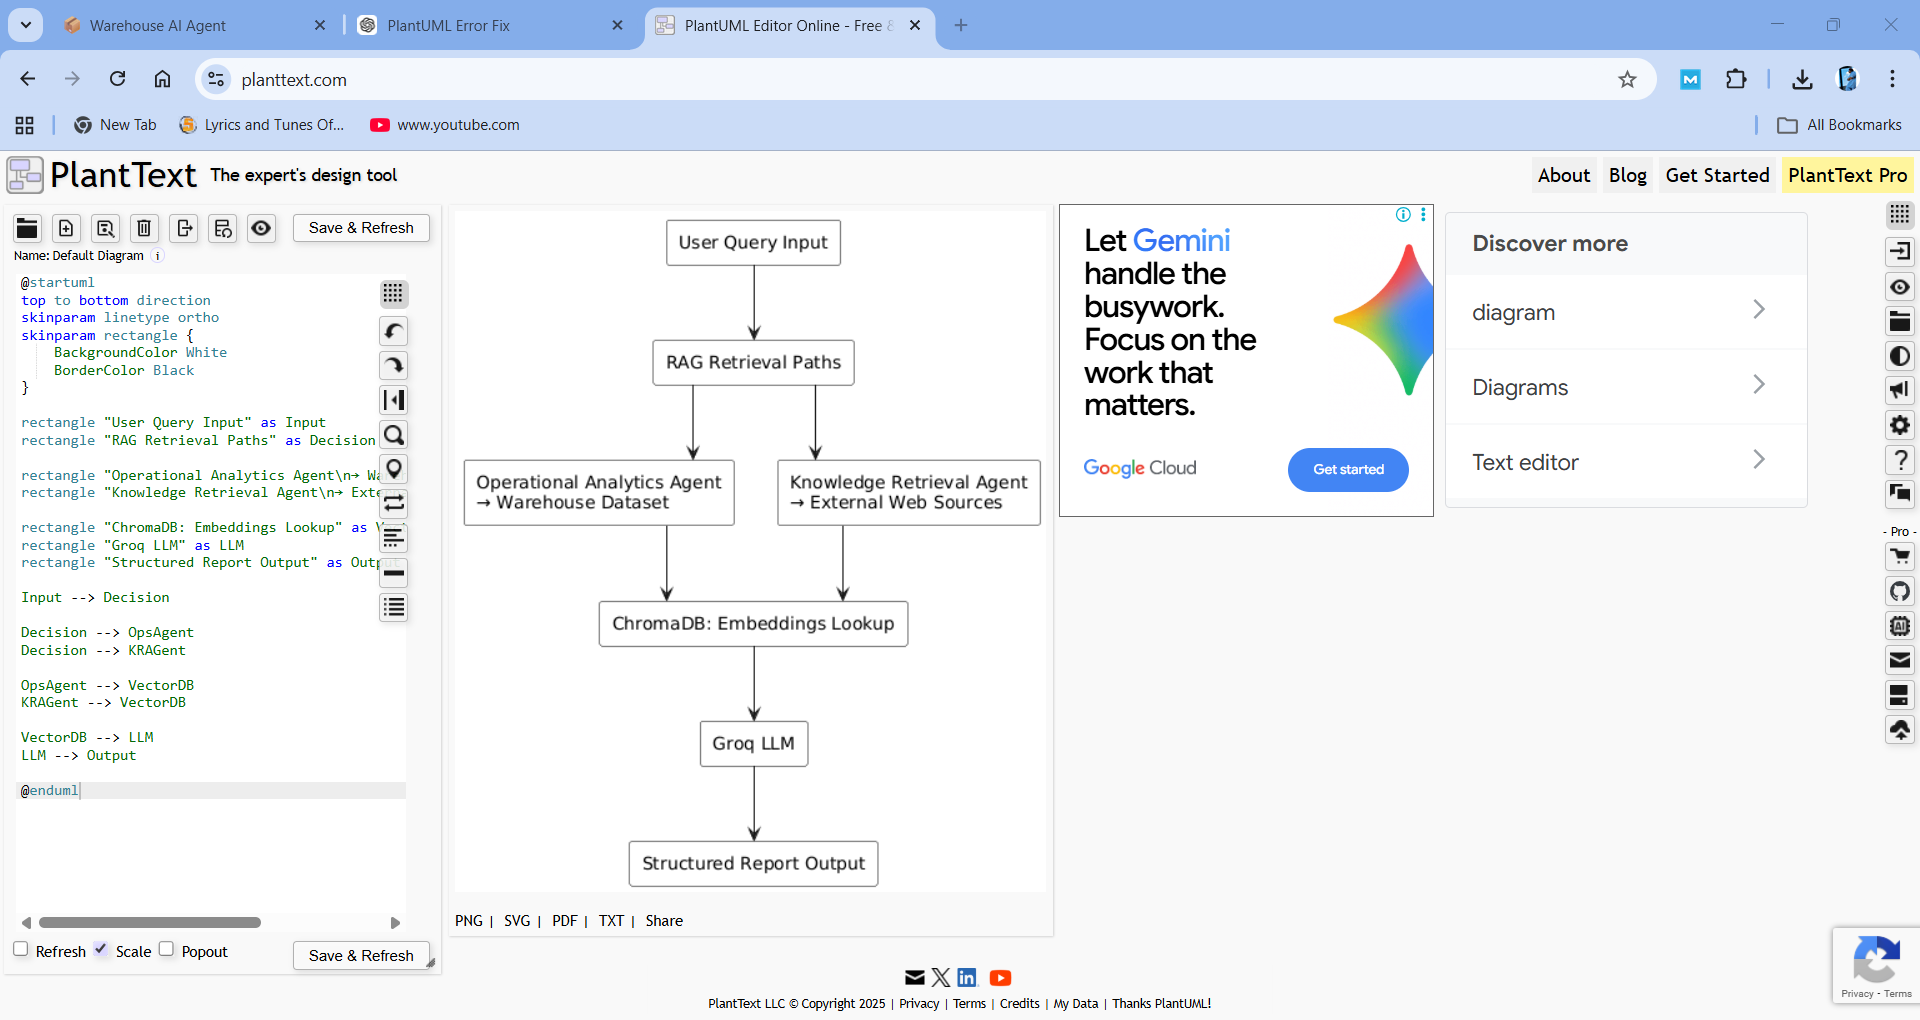 Warehouse AI Agent
PlantUML Error Fix
PlantUML Editor Online - Free &
planttext.com
New Tab
Lyrics and Tunes Of...
www.youtube.com
All Bookmarks
PlantText The expert's design tool
About
Blog
Get Started
PlantText Pro
Save & Refresh
Name: Default Diagram i
@startuml
top to bottom direction
skinparam linetype ortho
skinparam rectangle {
BackgroundColor White
BorderColor Black
}
rectangle "User Query Input" as Input
rectangle "RAG Retrieval Paths" as Decision
rectangle "Operational Analytics Agent\n→ Wa
rectangle "Knowledge Retrieval Agent\n→ Exte
rectangle "ChromaDB: Embeddings Lookup" as V
rectangle "Groq LLM" as LLM
rectangle "Structured Report Output" as Outp
Input --> Decision
Decision --> OpsAgent
Decision --> KRAGent
OpsAgent --> VectorDB
KRAGent --> VectorDB
VectorDB --> LLM
LLM --> Output
@enduml
Refresh
Scale
Popout
Save & Refresh
User Query Input
RAG Retrieval Paths
Operational Analytics Agent
→ Warehouse Dataset
Knowledge Retrieval Agent
→ External Web Sources
ChromaDB: Embeddings Lookup
Groq LLM
Structured Report Output
PNG | SVG | PDF | TXT | Share
Let Gemini
handle the
busywork.
Focus on the
work that
matters.
Google Cloud
Get started
Discover more
diagram
Diagrams
Text editor
- Pro -
AI
Privacy - Terms
PlantText LLC © Copyright 2025 | Privacy | Terms | Credits | My Data | Thanks PlantUML!